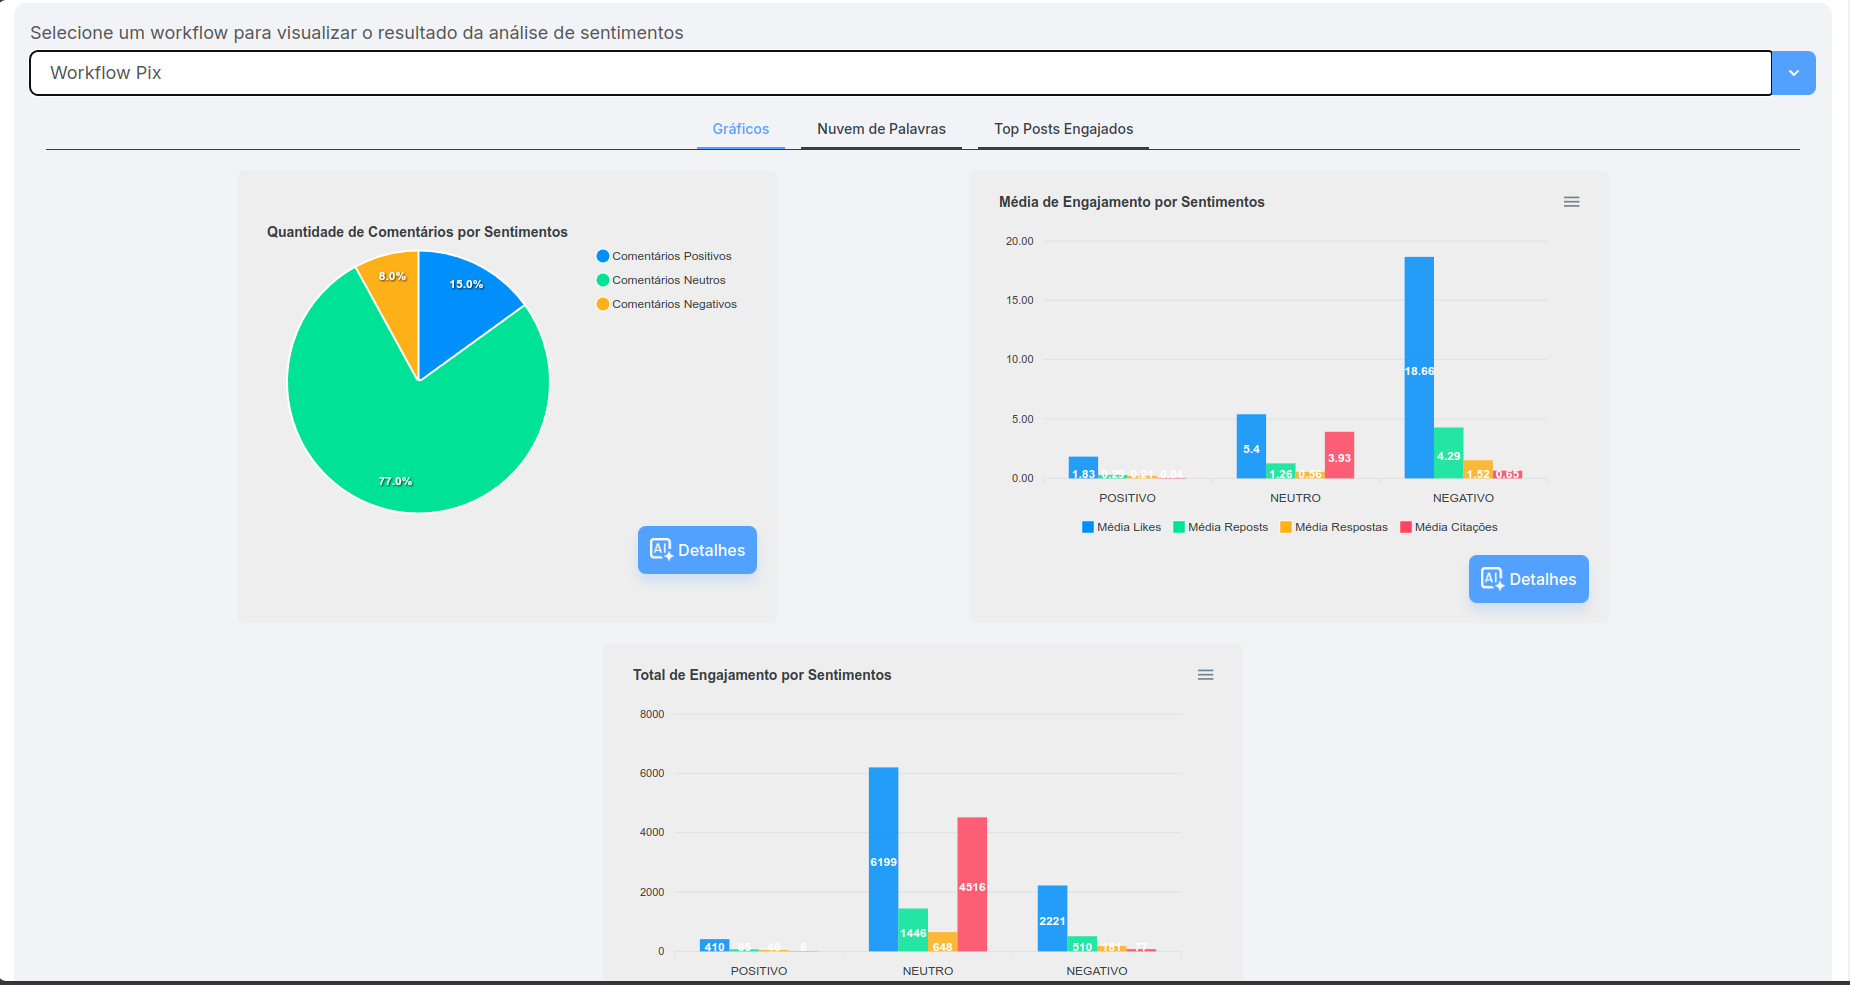 Selecione um workflow para visualizar o resultado da análise de sentimentos
Workflow Pix
Gráficos
Nuvem de Palavras
Top Posts Engajados
Quantidade de Comentários por Sentimentos
Comentários Positivos
Comentários Neutros
Comentários Negativos
8.0%
15.0%
77.0%
AI Detalhes
Média de Engajamento por Sentimentos
20.00
15.00
10.00
5.00
0.00
1.83
0.21
0.04
5.4
1.26
0.56
3.93
18.66
4.29
1.52
0.65
POSITIVO
NEUTRO
NEGATIVO
Média Likes
Média Reposts
Média Respostas
Média Citações
AI Detalhes
Total de Engajamento por Sentimentos
8000
6000
4000
2000
0
410
8
6199
1446
648
4516
2221
510
181
77
POSITIVO
NEUTRO
NEGATIVO